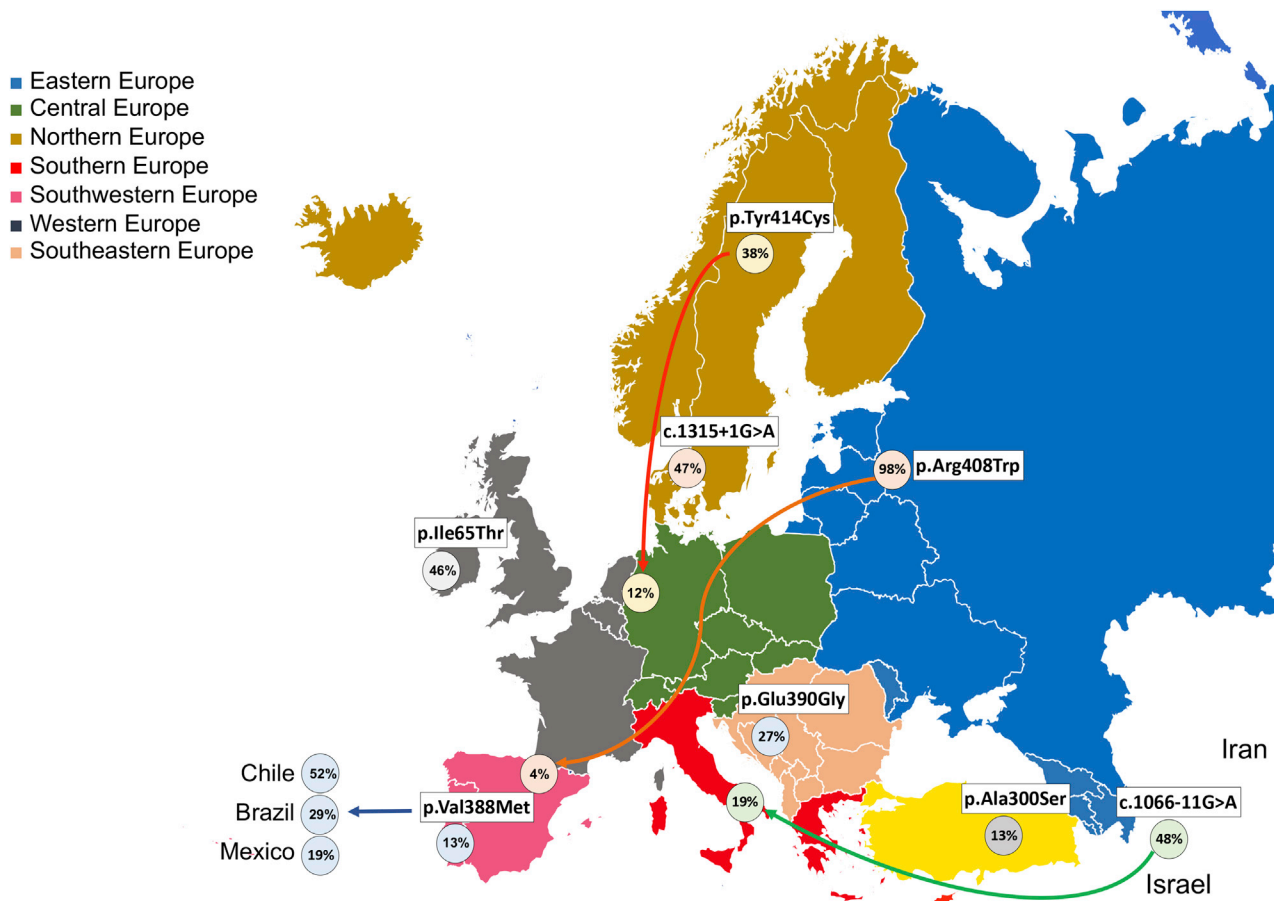 Eastern Europe
Central Europe
Northern Europe
Southern Europe
Southwestern Europe
Western Europe
Southeastern Europe
p.Tyr414Cys
38%
c.1315+1G>A
47%
98%
p.Arg408Trp
p.Ile65Thr
46%
12%
p.Glu390Gly
27%
Iran
Chile 52%
4%
Brazil 29%
p.Val388Met
13%
Mexico 19%
19%
p.Ala300Ser
13%
c.1066-11G>A
48%
Israel